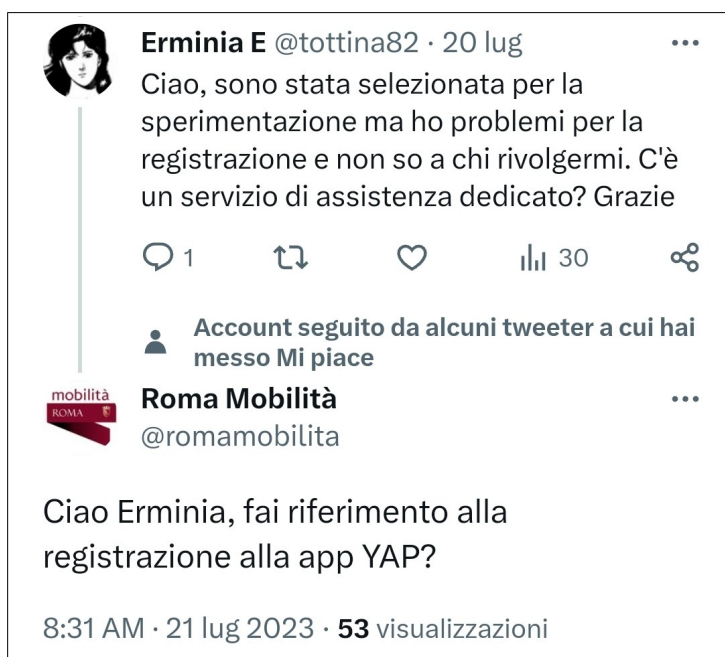 Erminia E @tottina82 · 20 lug
Ciao, sono stata selezionata per la
sperimentazione ma ho problemi per la
registrazione e non so a chi rivolgermi. C'è
un servizio di assistenza dedicato? Grazie
1
30
Account seguito da alcuni tweeter a cui hai
messo Mi piace
mobilità
ROMA
Roma Mobilità
@romamobilita
Ciao Erminia, fai riferimento alla
registrazione alla app YAP?
8:31 AM · 21 lug 2023 · 53 visualizzazioni